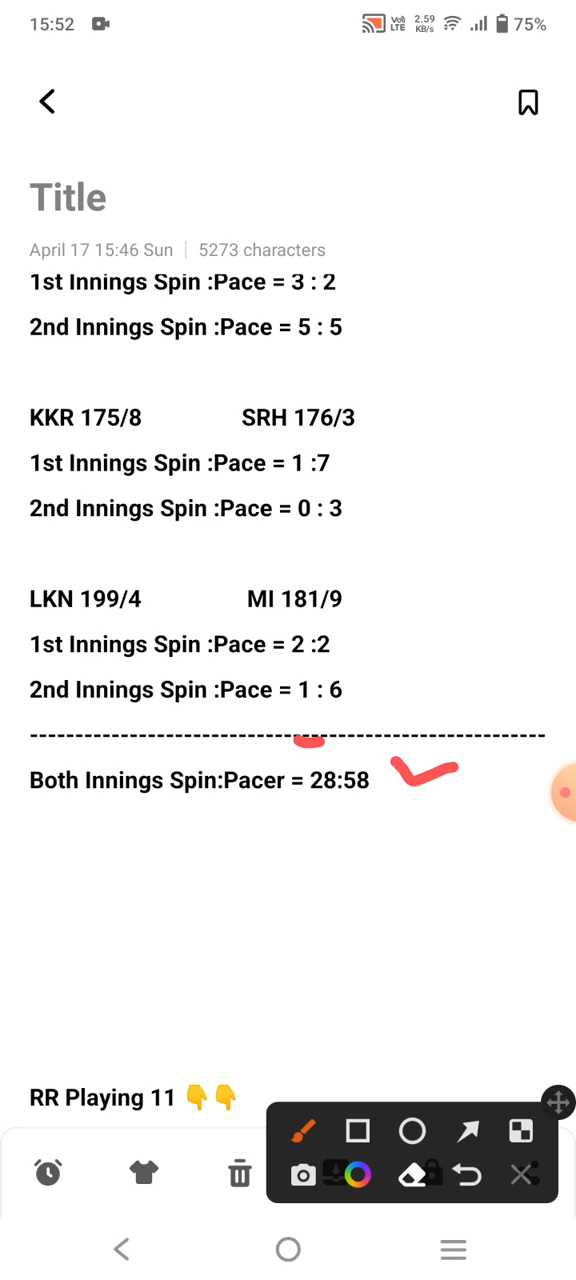 15:52 Vo) LTE 2.59 KB/s 75%
Title
April 17 15:46 Sun | 5273 characters
1st Innings Spin :Pace = 3 : 2
2nd Innings Spin :Pace = 5 : 5
KKR 175/8 SRH 176/3
1st Innings Spin :Pace = 1 :7
2nd Innings Spin :Pace = 0 : 3
LKN 199/4 MI 181/9
1st Innings Spin :Pace = 2 :2
2nd Innings Spin :Pace = 1 : 6
--------------------------------------------------------
Both Innings Spin:Pacer = 28:58
RR Playing 11 👇👇